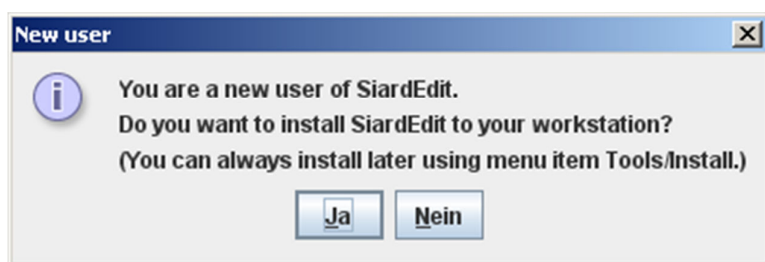 New user
You are a new user of SiardEdit.
Do you want to install SiardEdit to your workstation?
(You can always install later using menu item Tools/Install.)
Ja Nein